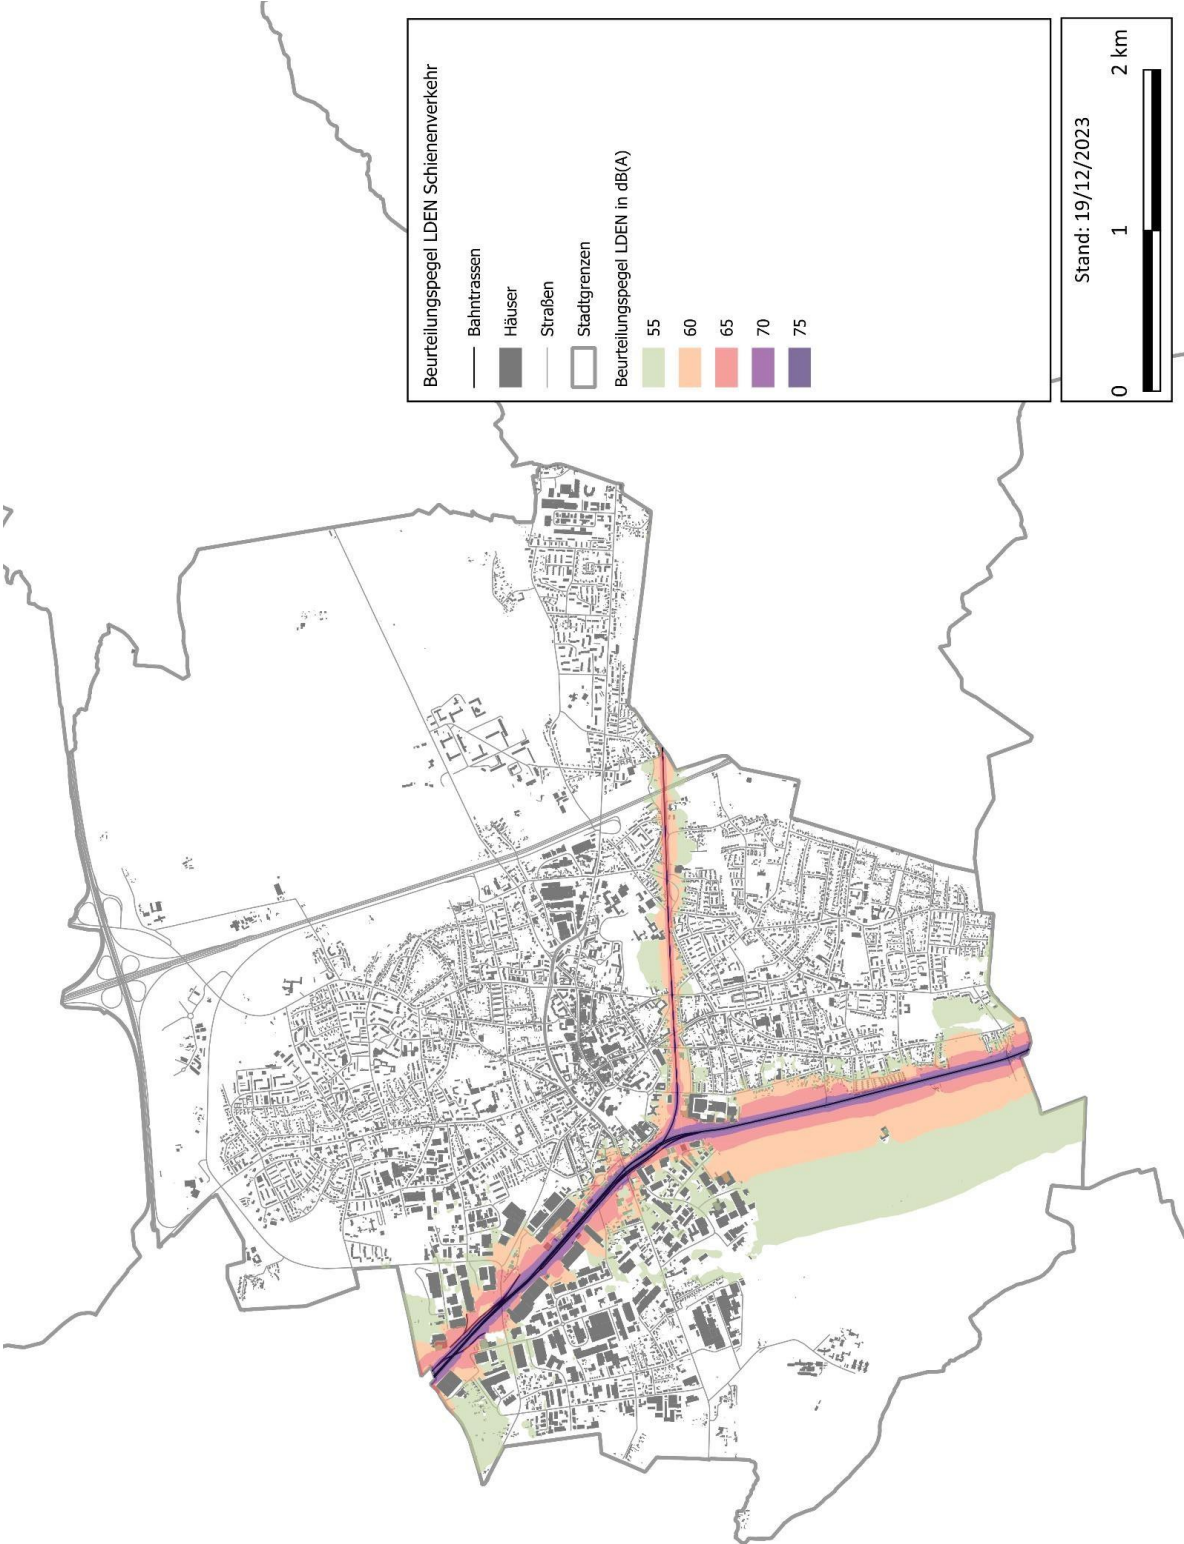 Beurteilungspegel LDEN Schienenverkehr
Bahntrassen
Häuser
Straßen
Stadtgrenzen
Beurteilungspegel LDEN in dB(A)
55
60
65
70
75
Stand: 19/12/2023
0 1 2 km